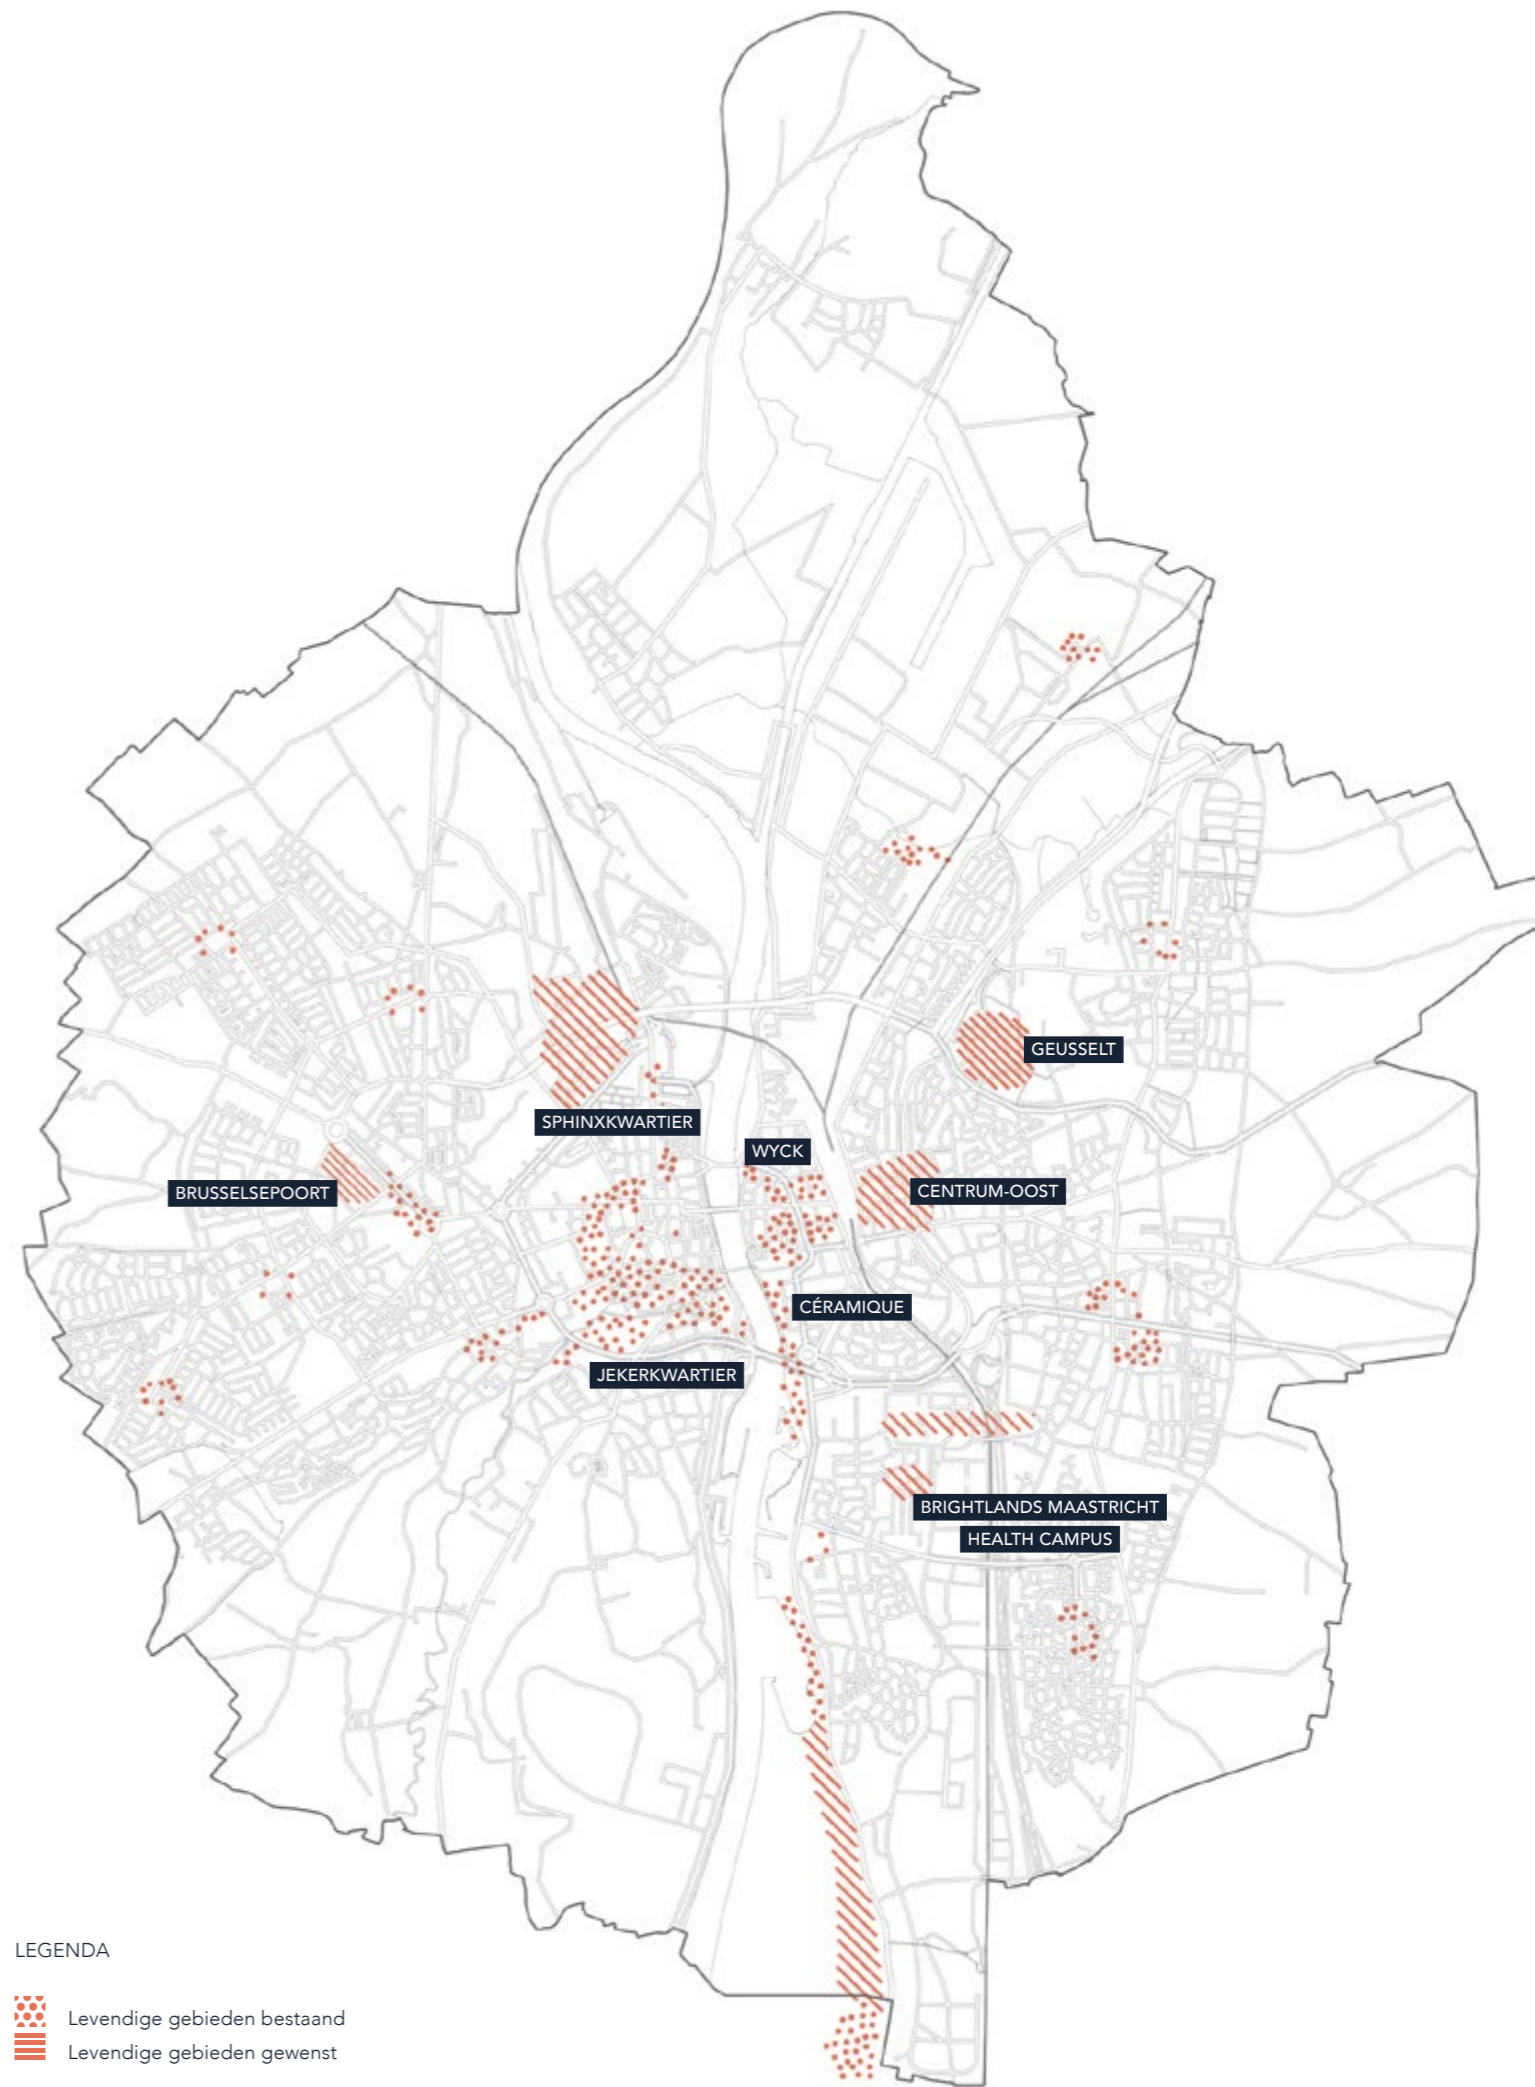 GEUSSELT
SPHINXKWARTIER
WYCK
BRUSSELSEPOORT
CENTRUM-OOST
CÉRAMIQUE
JEKERKWARTIER
BRIGHTLANDS MAASTRICHT
HEALTH CAMPUS
LEGENDA
Levendige gebieden bestaand
Levendige gebieden gewenst